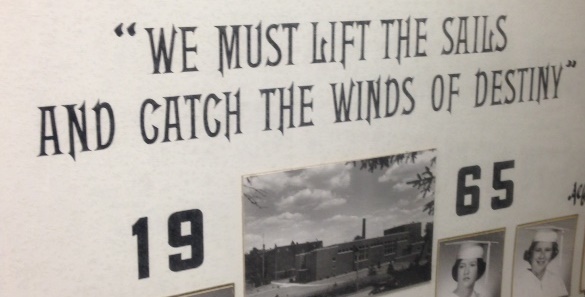 “WE MUST LIFT THE SAILS
AND CATCH THE WINDS OF DESTINY”
19 65